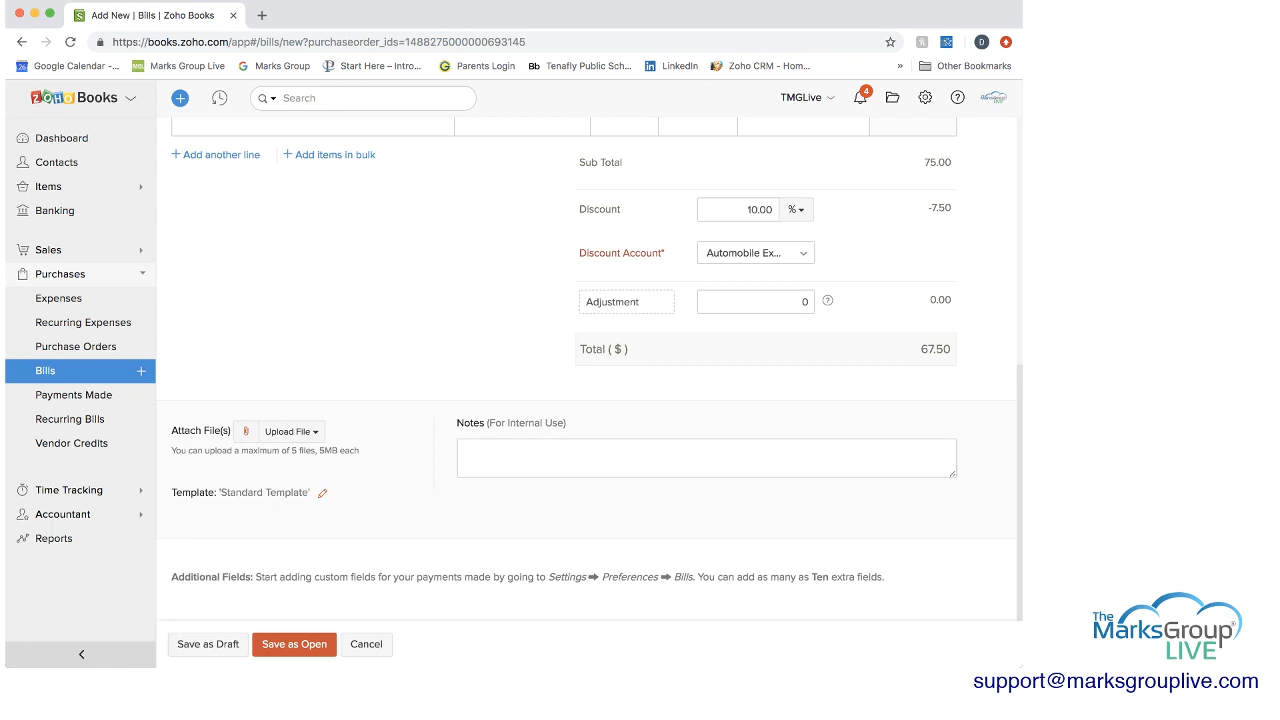 Add New | Bills | Zoho Books
https://books.zoho.com/app#/bills/new?purchaseorder_ids=1488275000000693145
Google Calendar -... Marks Group Live Marks Group Start Here – Intro... Parents Login Bb Tenafly Public Sch... LinkedIn Zoho CRM - Hom... » Other Bookmarks
ZOHO Books Search TMGLive 4
Dashboard
Contacts
Items
Banking
Sales
Purchases
Expenses
Recurring Expenses
Purchase Orders
Bills +
Payments Made
Recurring Bills
Vendor Credits
Time Tracking
Accountant
Reports
+ Add another line + Add items in bulk
Sub Total 75.00
Discount 10.00 % -7.50
Discount Account* Automobile Ex...
Adjustment 0 0.00
Total ( $ ) 67.50
Attach File(s) Upload File
You can upload a maximum of 5 files, 5MB each
Template: 'Standard Template'
Notes (For Internal Use)
Additional Fields: Start adding custom fields for your payments made by going to Settings ➡ Preferences ➡ Bills. You can add as many as Ten extra fields.
Save as Draft Save as Open Cancel
The
MarksGroup®
LIVE
support@marksgrouplive.com